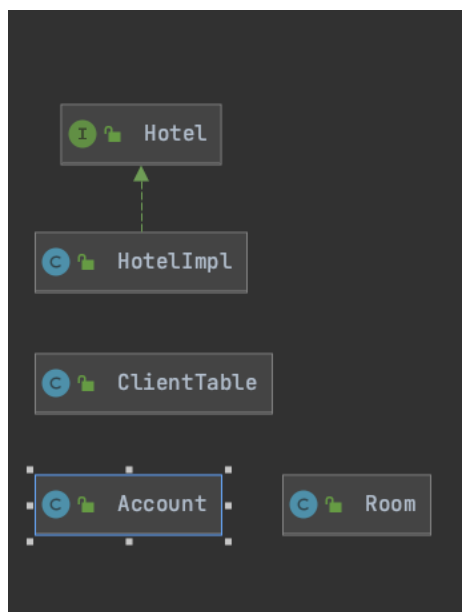 I Hotel
C HotelImpl
C ClientTable
C Account
C Room